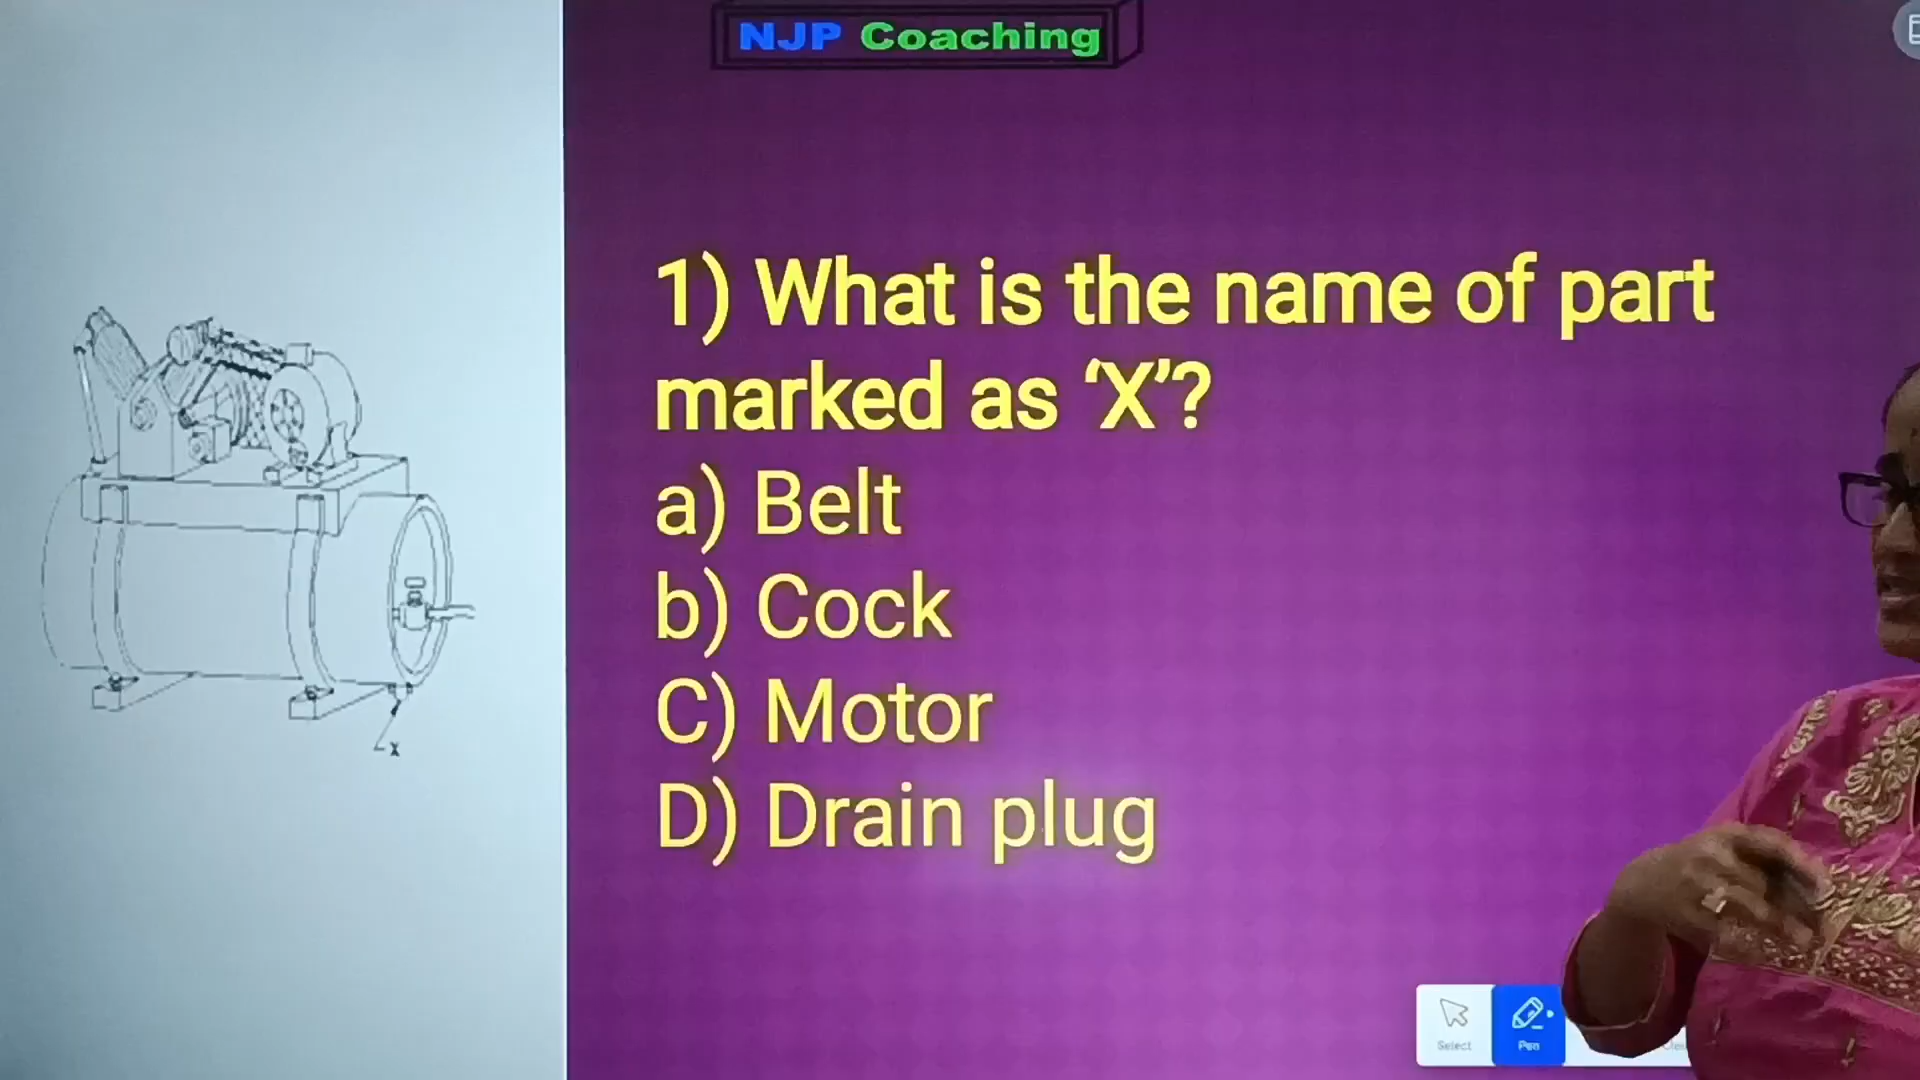 NJP Coaching
1) What is the name of part
marked as ‘X’?
a) Belt
b) Cock
C) Motor
D) Drain plug
X
Select
Pen